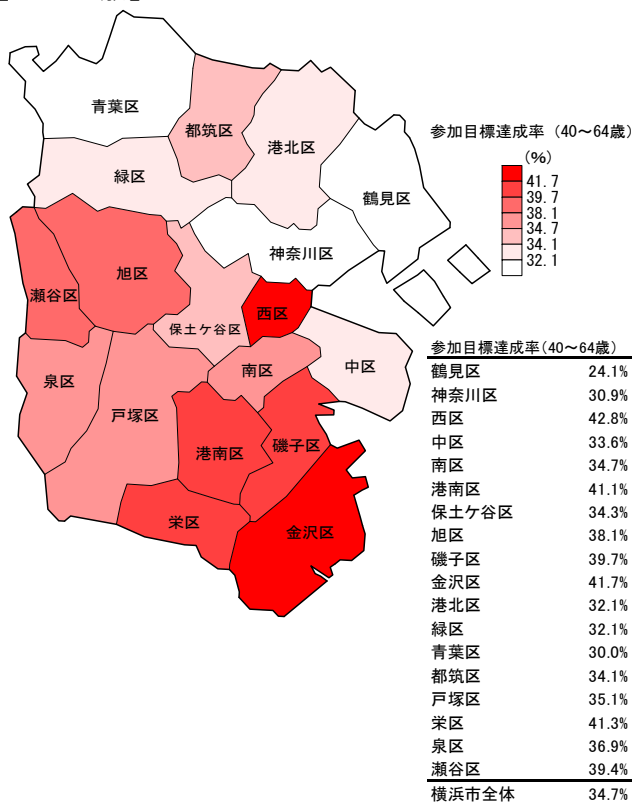 青葉区
都筑区
港北区
緑区
鶴見区
神奈川区
旭区
瀬谷区
西区
保土ケ谷区
中区
南区
泉区
戸塚区
港南区
磯子区
栄区
金沢区
参加目標達成率（40～64歳）
(%)
41.7
39.7
38.1
34.7
34.1
32.1
参加目標達成率(40～64歳)
鶴見区 24.1%
神奈川区 30.9%
西区 42.8%
中区 33.6%
南区 34.7%
港南区 41.1%
保土ケ谷区 34.3%
旭区 38.1%
磯子区 39.7%
金沢区 41.7%
港北区 32.1%
緑区 32.1%
青葉区 30.0%
都筑区 34.1%
戸塚区 35.1%
栄区 41.3%
泉区 36.9%
瀬谷区 39.4%
横浜市全体 34.7%